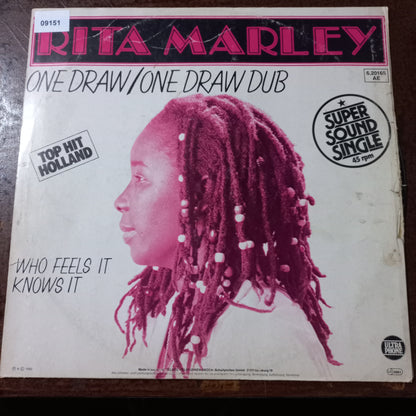 09151
RITA MARLEY
ONE DRAW/ONE DRAW DUB
6.20165
AE
TOP HIT
HOLLAND
SUPER
SOUND
SINGLE
45 rpm
WHO FEELS IT
KNOWS IT
ULTRA
PHONE